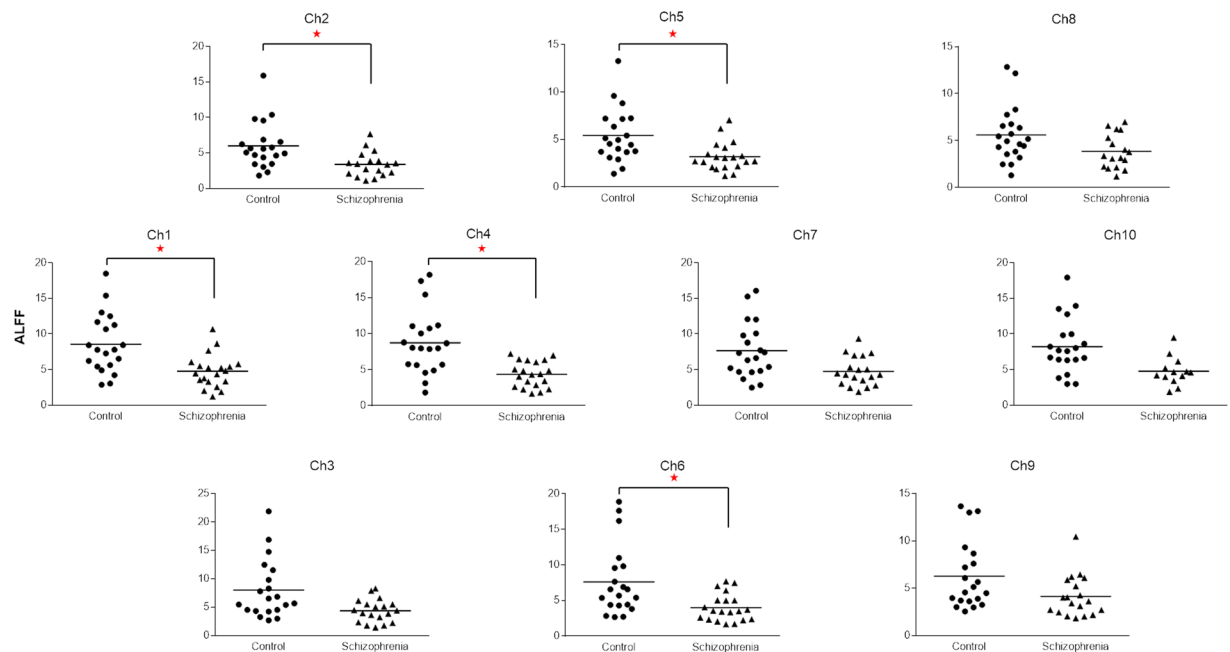 Ch2
20
15
10
5
0
Control
Schizophrenia
Ch5
15
10
5
0
Control
Schizophrenia
Ch8
15
10
5
0
Control
Schizophrenia
Ch1
ALFF
20
15
10
5
0
Control
Schizophrenia
Ch4
20
15
10
5
0
Control
Schizophrenia
Ch7
20
15
10
5
0
Control
Schizophrenia
Ch10
20
15
10
5
0
Control
Schizophrenia
Ch3
25
20
15
10
5
0
Control
Schizophrenia
Ch6
20
15
10
5
0
Control
Schizophrenia
Ch9
15
10
5
0
Control
Schizophrenia